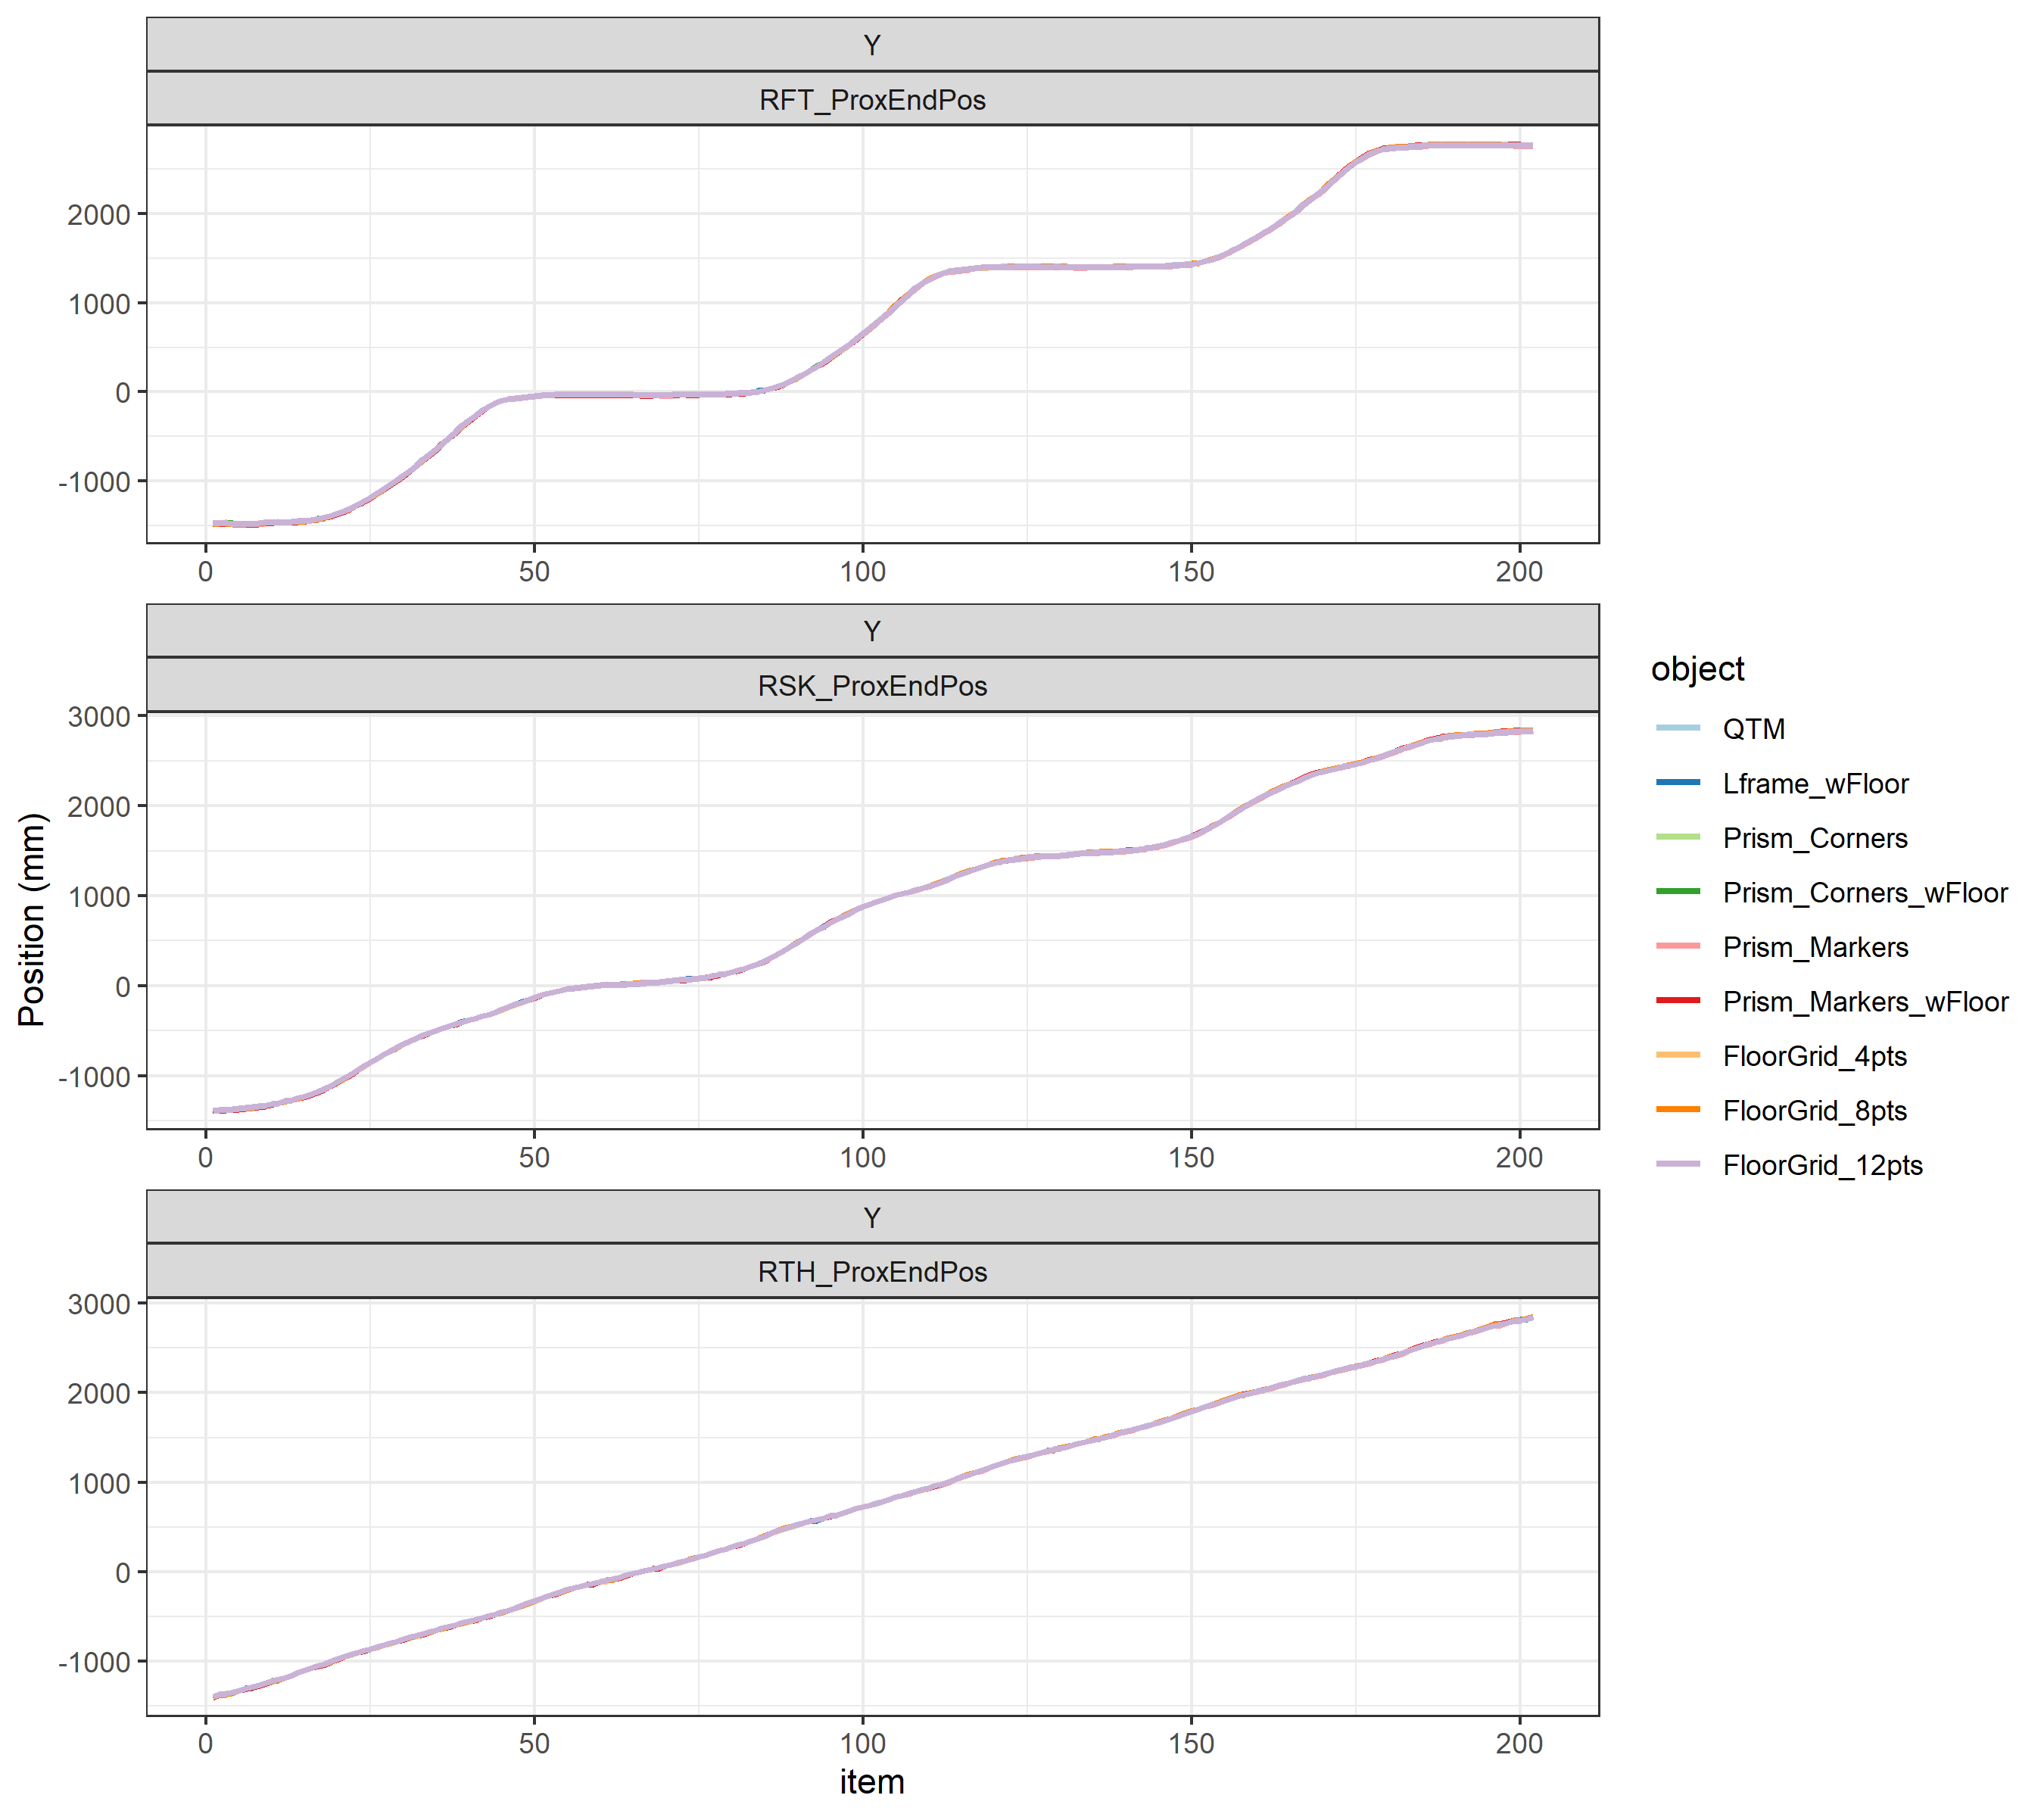 Y
RFT_ProxEndPos
2000
1000
0
-1000
0 50 100 150 200
Y
RSK_ProxEndPos
3000
2000
1000
0
-1000
0 50 100 150 200
Y
RTH_ProxEndPos
3000
2000
1000
0
-1000
0 50 100 150 200
item
Position (mm)
object
QTM
Lframe_wFloor
Prism_Corners
Prism_Corners_wFloor
Prism_Markers
Prism_Markers_wFloor
FloorGrid_4pts
FloorGrid_8pts
FloorGrid_12pts